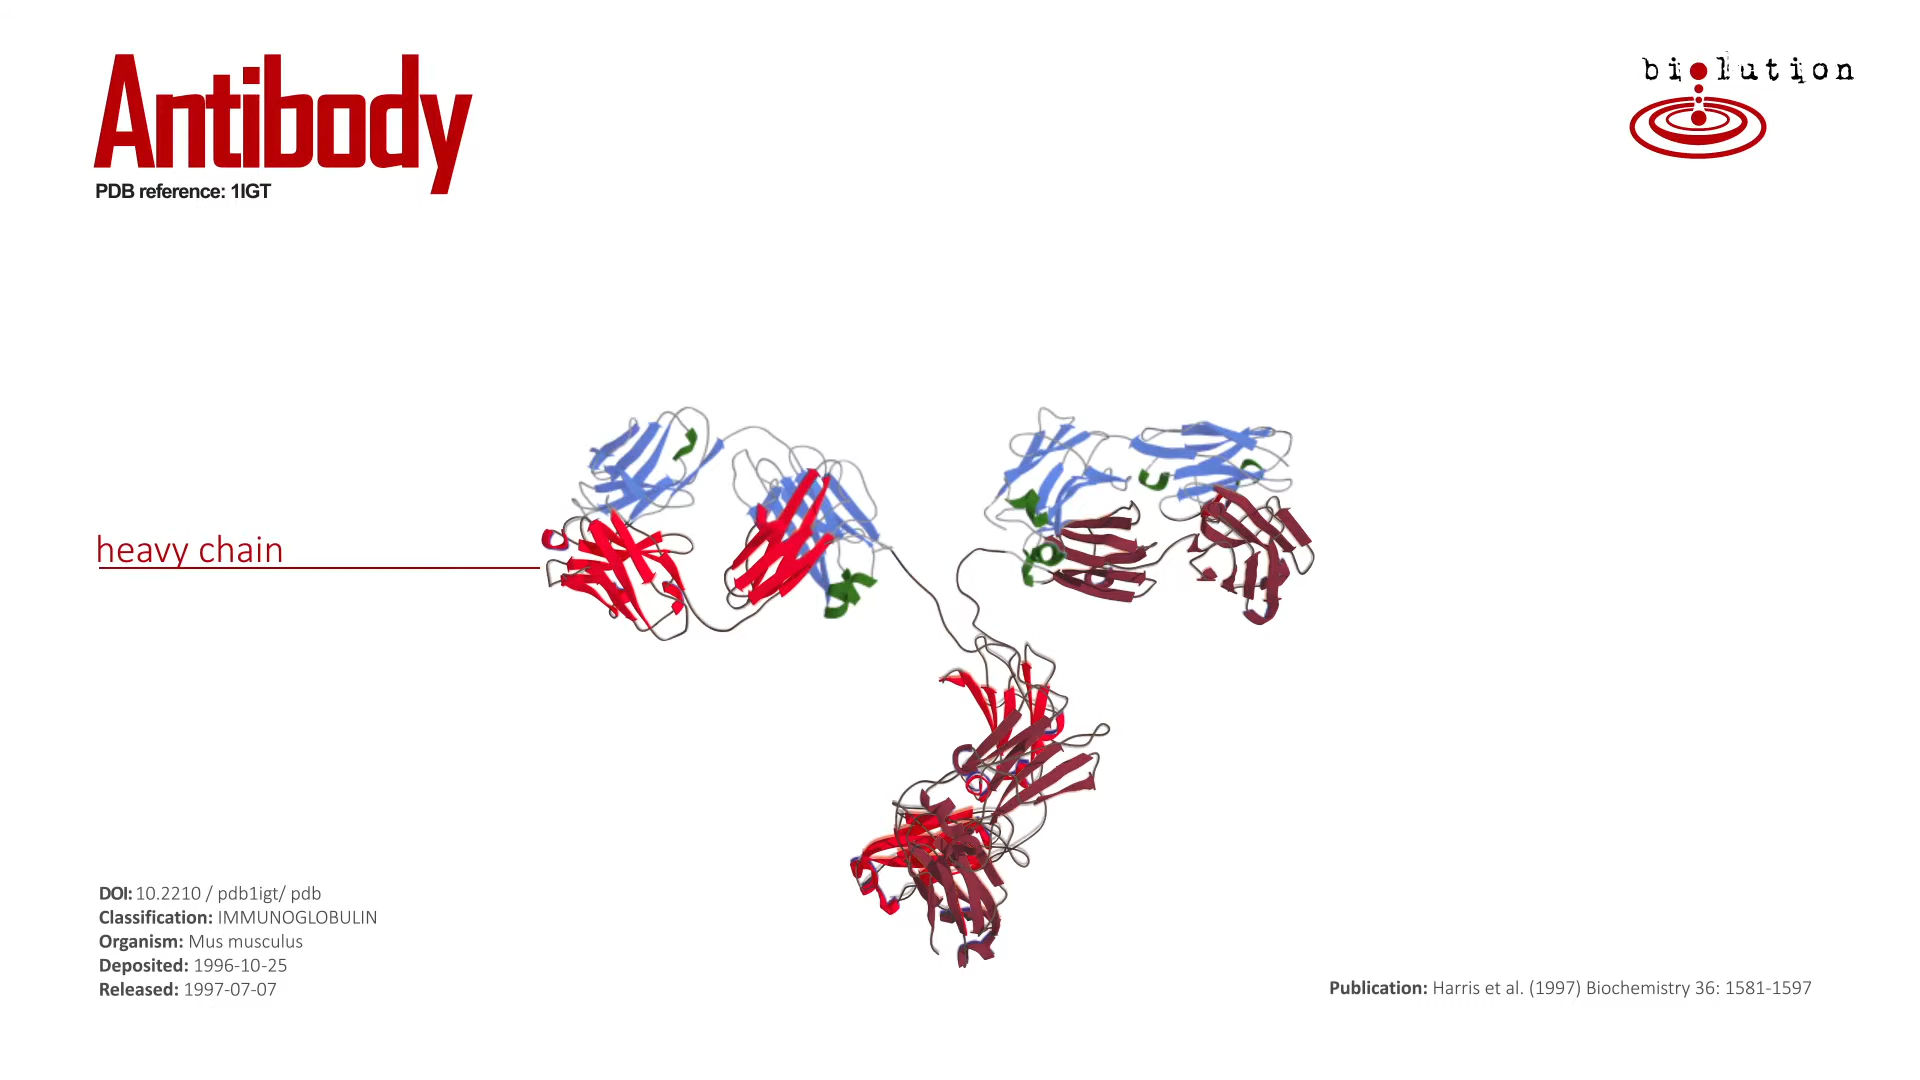 Antibody
PDB reference: 1IGT
biolution
heavy chain
DOI: 10.2210 / pdb1igt/ pdb
Classification: IMMUNOGLOBULIN
Organism: Mus musculus
Deposited: 1996-10-25
Released: 1997-07-07
Publication: Harris et al. (1997) Biochemistry 36: 1581-1597